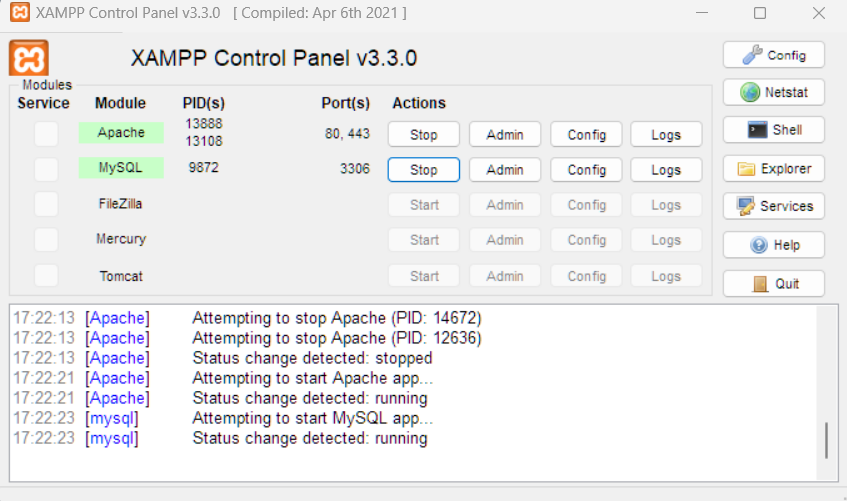 XAMPP Control Panel v3.3.0 [ Compiled: Apr 6th 2021 ]
XAMPP Control Panel v3.3.0
Config
Modules
Service Module PID(s) Port(s) Actions
Netstat
Apache 13888 13108 80, 443 Stop Admin Config Logs
Shell
MySQL 9872 3306 Stop Admin Config Logs
Explorer
FileZilla Start Admin Config Logs
Services
Mercury Start Admin Config Logs
Help
Tomcat Start Admin Config Logs
Quit
17:22:13 [Apache] Attempting to stop Apache (PID: 14672)
17:22:13 [Apache] Attempting to stop Apache (PID: 12636)
17:22:13 [Apache] Status change detected: stopped
17:22:21 [Apache] Attempting to start Apache app...
17:22:21 [Apache] Status change detected: running
17:22:23 [mysql] Attempting to start MySQL app...
17:22:23 [mysql] Status change detected: running